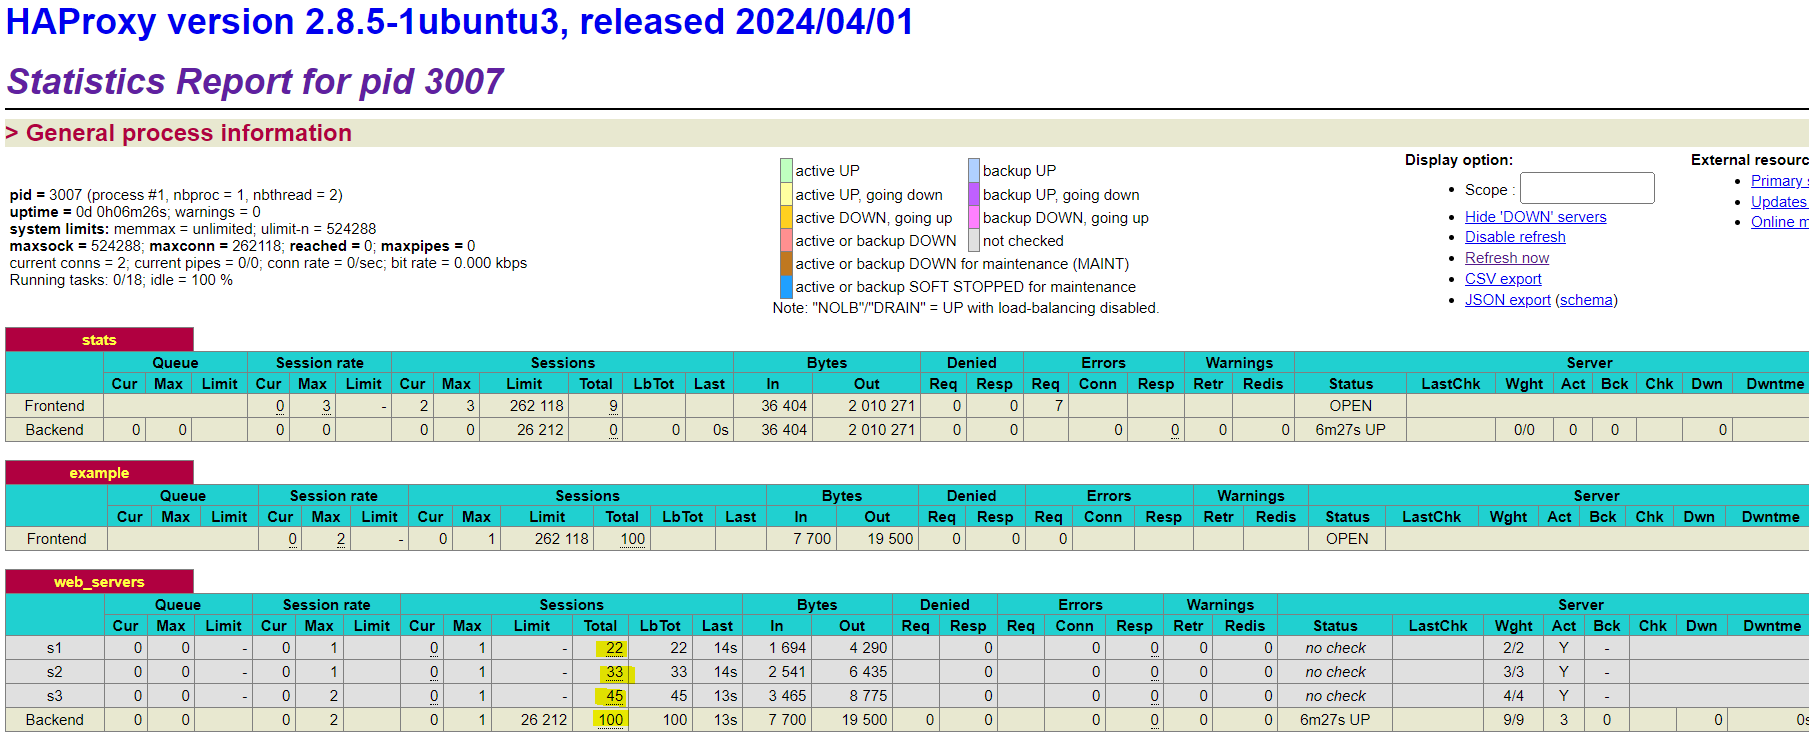 HAProxy version 2.8.5-1ubuntu3, released 2024/04/01
Statistics Report for pid 3007
> General process information
pid = 3007 (process #1, nbproc = 1, nbthread = 2)
uptime = 0d 0h06m26s; warnings = 0
system limits: memmax = unlimited; ulimit-n = 524288
maxsock = 524288; maxconn = 262118; reached = 0; maxpipes = 0
current conns = 2; current pipes = 0/0; conn rate = 0/sec; bit rate = 0.000 kbps
Running tasks: 0/18; idle = 100 %
active UP backup UP
active UP, going down backup UP, going down
active DOWN, going up backup DOWN, going up
active or backup DOWN not checked
active or backup DOWN for maintenance (MAINT)
active or backup SOFT STOPPED for maintenance
Note: "NOLB"/"DRAIN" = UP with load-balancing disabled.
Display option:
• Scope :
• Hide 'DOWN' servers
• Disable refresh
• Refresh now
• CSV export
• JSON export (schema)
External resourc
• Primary s
• Updates
• Online m
stats
Queue Session rate Sessions Bytes Denied Errors Warnings Server
Cur Max Limit Cur Max Limit Cur Max Limit Total LbTot Last In Out Req Resp Req Conn Resp Retr Redis Status LastChk Wght Act Bck Chk Dwn Dwntme
Frontend 0 3 - 2 3 262 118 9 36 404 2 010 271 0 0 7 OPEN
Backend 0 0 0 0 0 0 26 212 0 0 0s 36 404 2 010 271 0 0 0 0 0 0 6m27s UP 0/0 0 0 0
example
Queue Session rate Sessions Bytes Denied Errors Warnings Server
Cur Max Limit Cur Max Limit Cur Max Limit Total LbTot Last In Out Req Resp Req Conn Resp Retr Redis Status LastChk Wght Act Bck Chk Dwn Dwntme
Frontend 0 2 - 0 1 262 118 100 7 700 19 500 0 0 0 OPEN
web_servers
Queue Session rate Sessions Bytes Denied Errors Warnings Server
Cur Max Limit Cur Max Limit Cur Max Limit Total LbTot Last In Out Req Resp Req Conn Resp Retr Redis Status LastChk Wght Act Bck Chk Dwn Dwntme
s1 0 0 - 0 1 0 1 - 22 22 14s 1 694 4 290 0 0 0 0 0 no check 2/2 Y -
s2 0 0 - 0 1 0 1 - 33 33 14s 2 541 6 435 0 0 0 0 0 no check 3/3 Y -
s3 0 0 - 0 2 0 1 - 45 45 13s 3 465 8 775 0 0 0 0 0 no check 4/4 Y -
Backend 0 0 0 2 0 1 26 212 100 100 13s 7 700 19 500 0 0 0 0 0 0 6m27s UP 9/9 3 0 0 0s